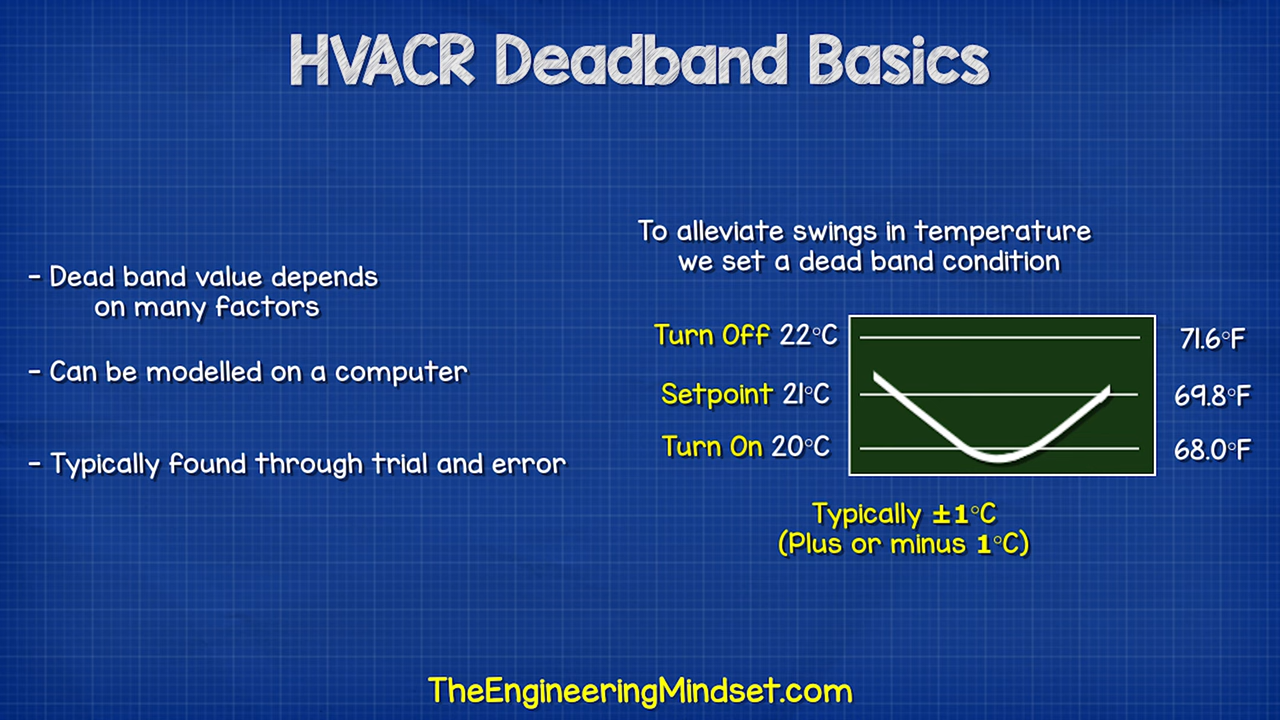 HVACR Deadband Basics
- Dead band value depends
on many factors
- Can be modelled on a computer
- Typically found through trial and error
To alleviate swings in temperature
we set a dead band condition
Turn Off 22°C 71.6°F
Setpoint 21°C 69.8°F
Turn On 20°C 68.0°F
Typically ±1°C
(Plus or minus 1°C)
TheEngineeringMindset.com